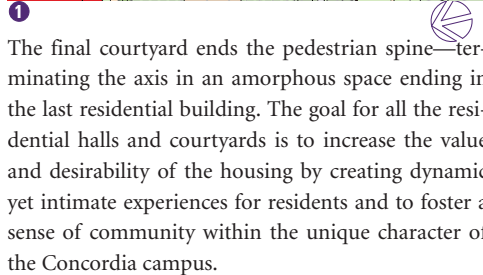 1
The final courtyard ends the pedestrian spine—ter-
minating the axis in an amorphous space ending in
the last residential building. The goal for all the resi-
dential halls and courtyards is to increase the value
and desirability of the housing by creating dynamic
yet intimate experiences for residents and to foster a
sense of community within the unique character of
the Concordia campus.